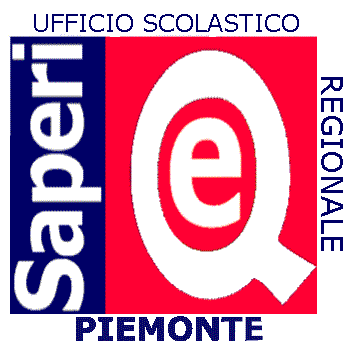 UFFICIO SCOLASTICO
REGIONALE
Saperi
Q
e
PIEMONTE